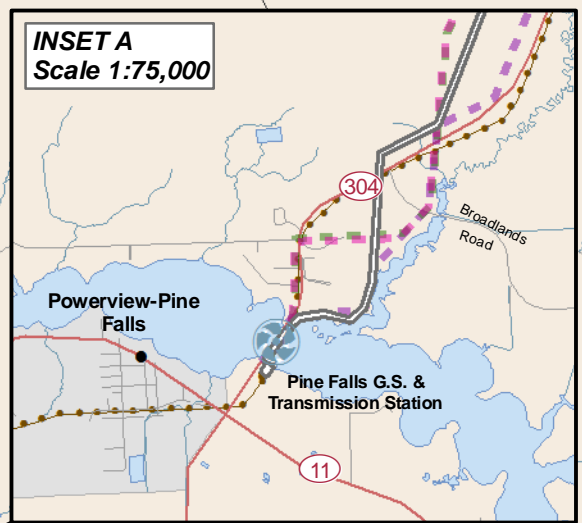 INSET A
Scale 1:75,000
304
Broadlands
Road
Powerview-Pine
Falls
Pine Falls G.S. &
Transmission Station
11